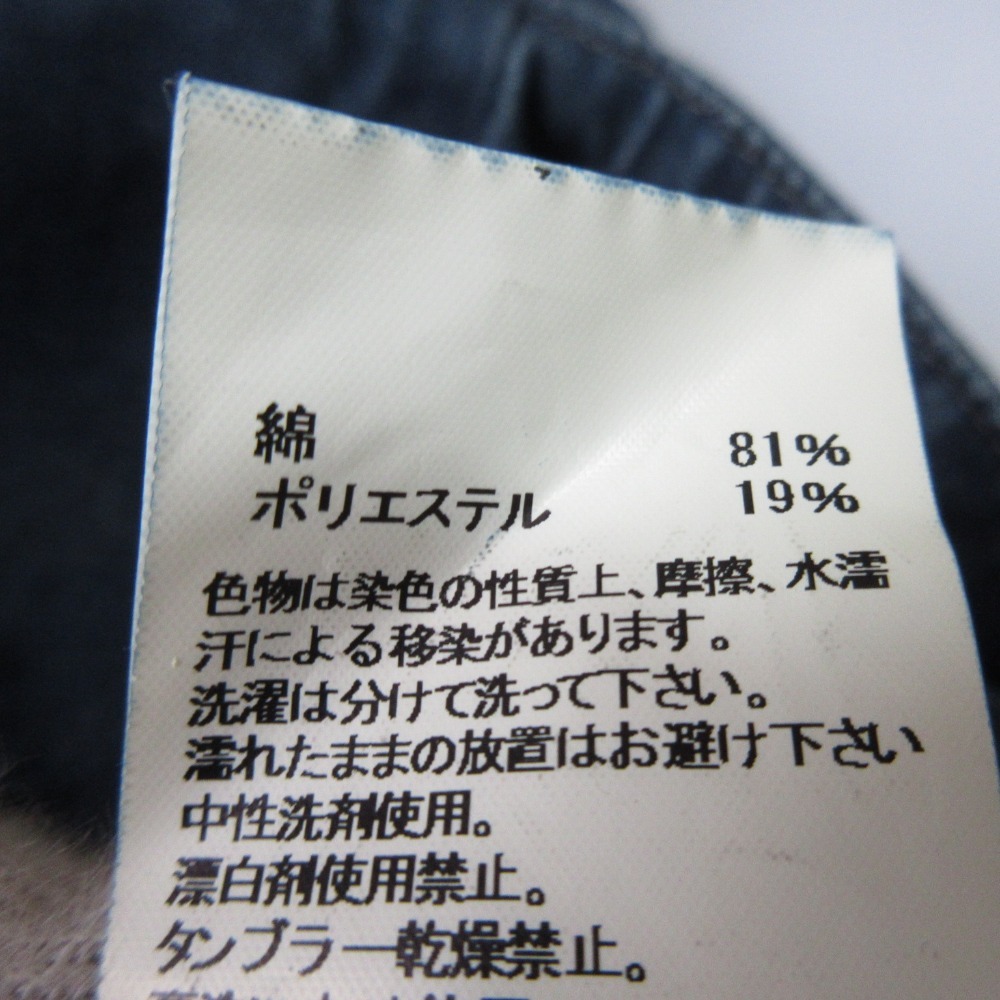 綿 81%
ポリエステル 19%
色物は染色の性質上、摩擦、水濡
汗による移染があります。
洗濯は分けて洗って下さい。
濡れたままの放置はお避け下さい
中性洗剤使用。
漂白剤使用禁止。
タンブラー乾燥禁止。